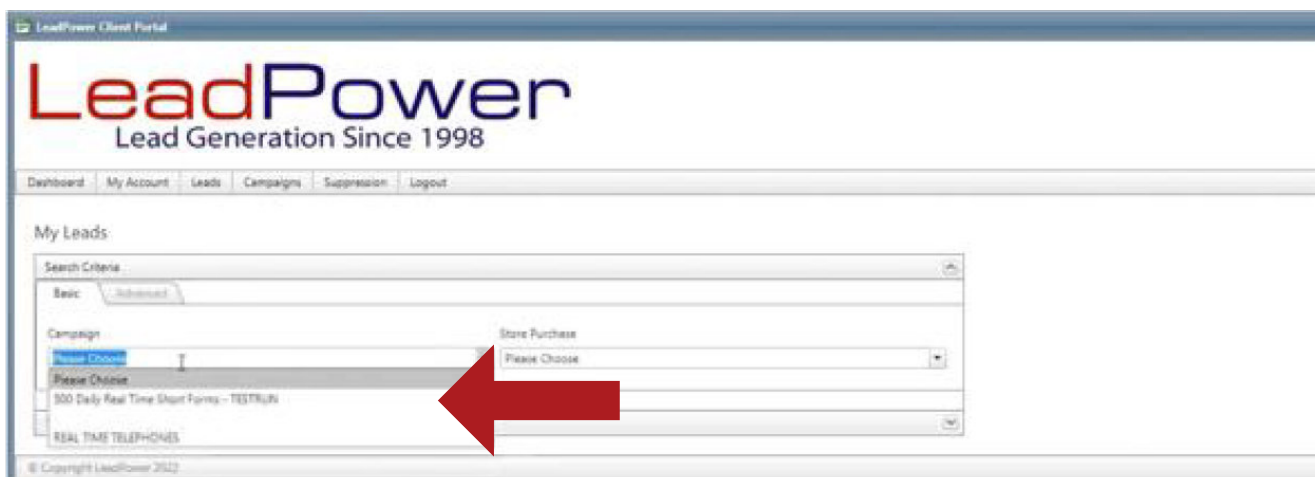 LeadPower Client Portal
LeadPower
Lead Generation Since 1998
Dashboard My Account Leads Campaigns Suppression Logout
My Leads
Search Criteria
Basic Advanced
Campaign Store Purchase
Please Choose Please Choose
Please Choose
500 Daily Real Time Short Forms - TESTRUN
REAL TIME TELEPHONES
© Copyright LeadPower 2022